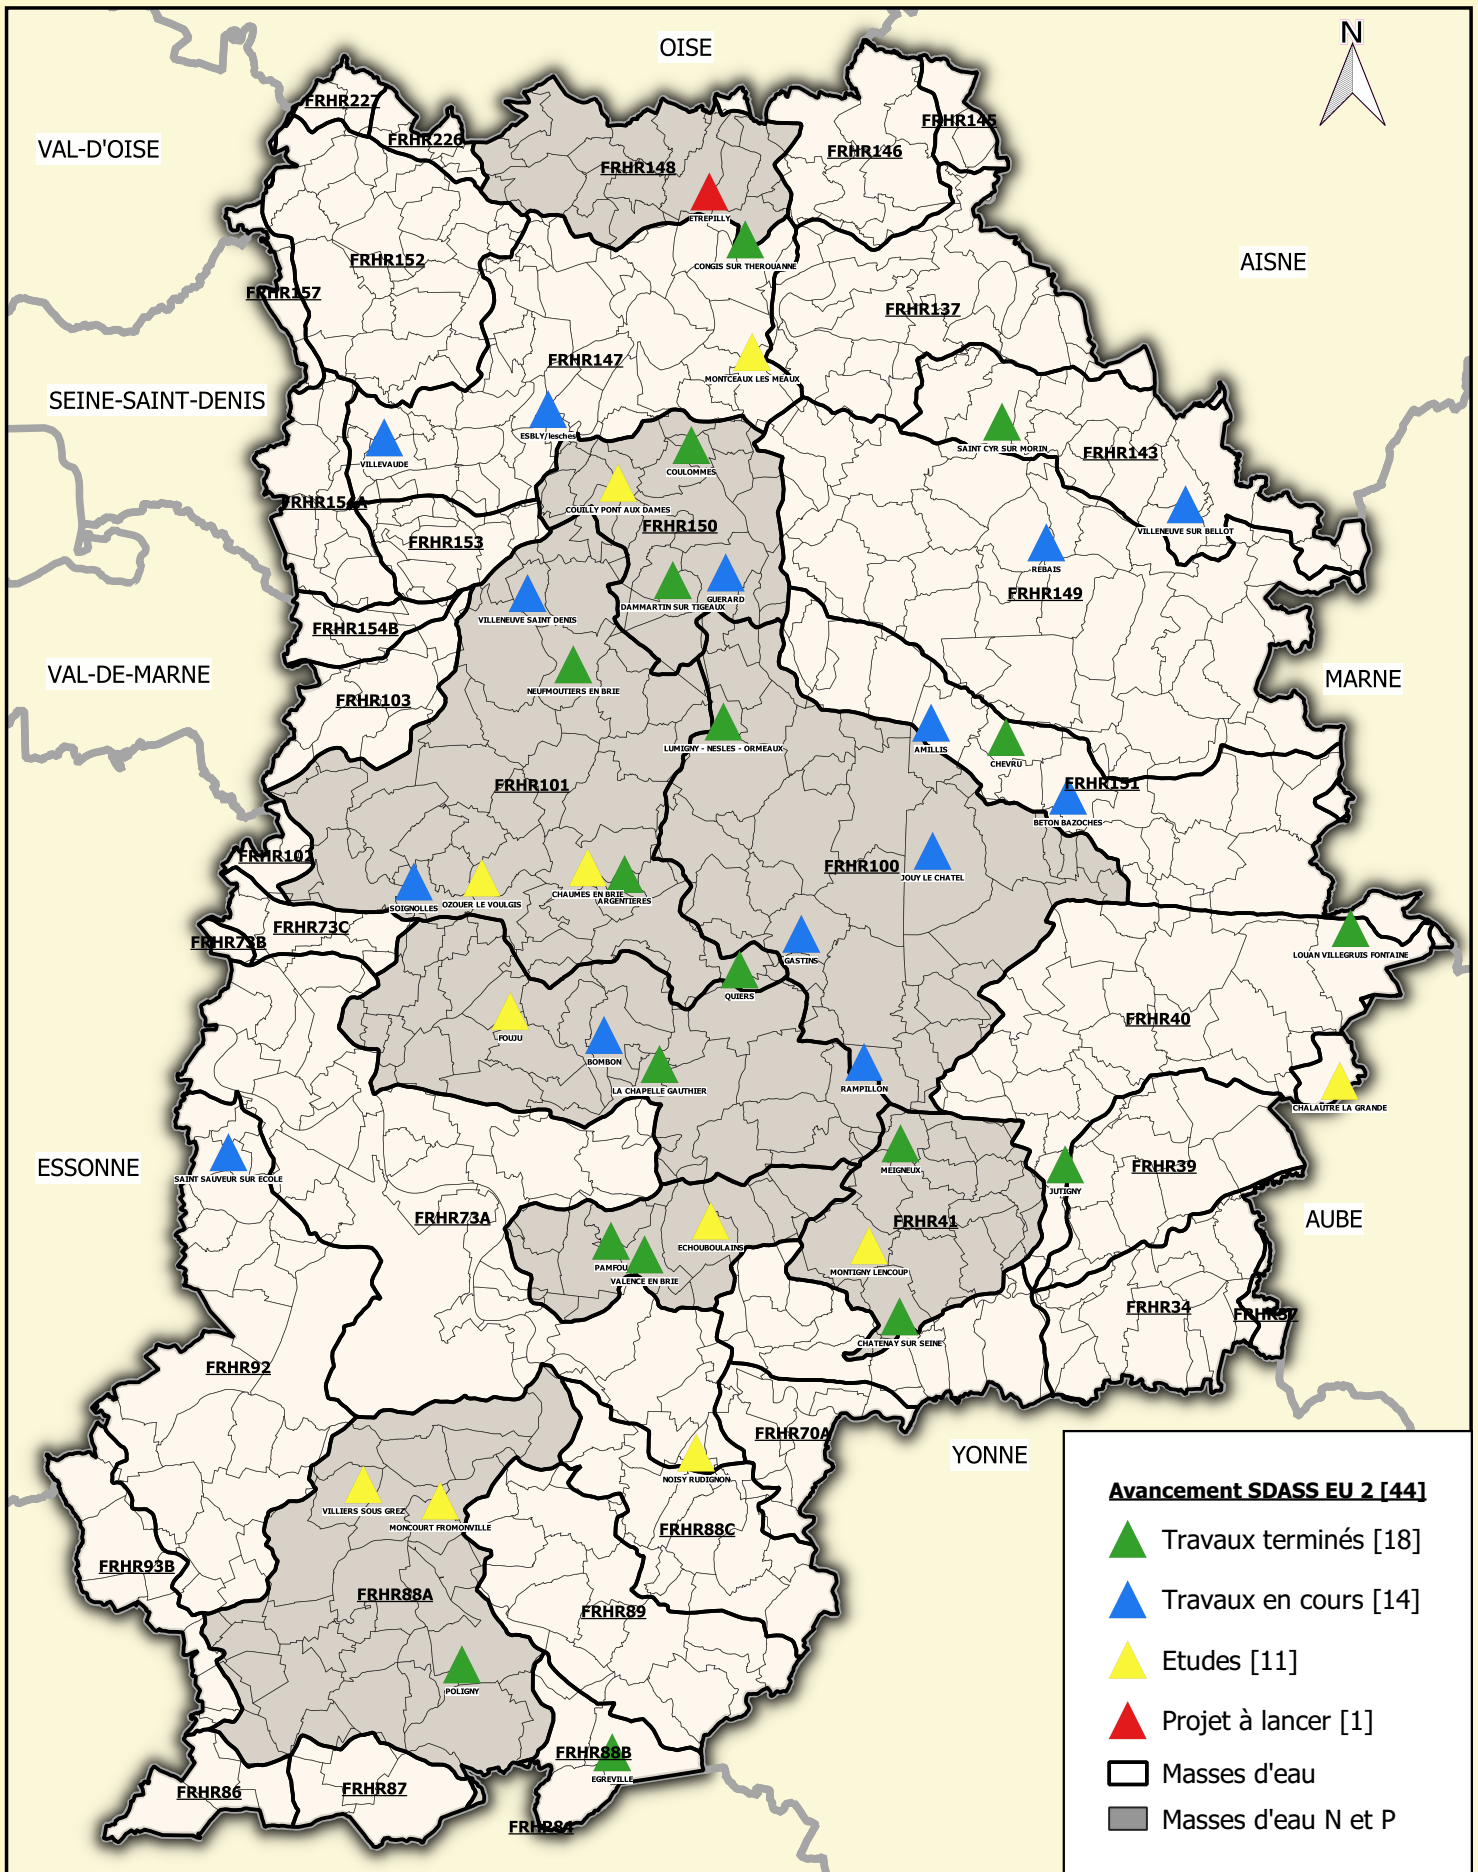 OISE
N
FRHR227
FRHR145
FRHR226
VAL-D'OISE
FRHR146
FRHR148
ETREPILLY
CONGIS SUR THEROUANNE
FRHR152
AISNE
FRHR157
FRHR137
FRHR147
MONTCEAUX LES MEAUX
SEINE-SAINT-DENIS
ESBLY/lesches
VILLEVAUDE
SAINT CYR SUR MORIN
FRHR143
COULOMMES
FRHR154A
COUILLY PONT AUX DAMES
FRHR150
VILLENEUVE SUR BELLOT
FRHR153
REBAIS
FRHR149
GUERARD
DAMMARTIN SUR TIGEAUX
VILLENEUVE SAINT DENIS
FRHR154B
VAL-DE-MARNE
MARNE
NEUFMOUTIERS EN BRIE
FRHR103
LUMIGNY - NESLES - ORMEAUX
AMILLIS
CHEVRU
FRHR101
FRHR151
BETON BAZOCHES
FRHR102
FRHR100
JOUY LE CHATEL
CHAUMES EN BRIE
ARGENTIERES
OZOUER LE VOULGIS
SOIGNOLLES
FRHR73C
FRHR73B
LOUAN VILLEGRUIS FONTAINE
GASTINS
QUIERS
FRHR40
FOUJU
BOMBON
LA CHAPELLE GAUTHIER
RAMPILLON
CHALAUTRE LA GRANDE
ESSONNE
MEIGNEUX
FRHR39
SAINT SAUVEUR SUR ECOLE
JUTIGNY
FRHR73A
FRHR41
AUBE
ECHOUBOULAINS
PAMFOU
MONTIGNY LENCOUP
VALENCE EN BRIE
FRHR34
FRHR37
CHATENAY SUR SEINE
FRHR92
FRHR70A
YONNE
NOISY RUDIGNON
VILLIERS SOUS GREZ
MONCOURT FROMONVILLE
FRHR88C
FRHR93B
FRHR88A
FRHR89
POLIGNY
FRHR88B
EGREVILLE
FRHR86
FRHR87
FRHR84
Avancement SDASS EU 2 [44]
Travaux terminés [18]
Travaux en cours [14]
Etudes [11]
Projet à lancer [1]
Masses d'eau
Masses d'eau N et P